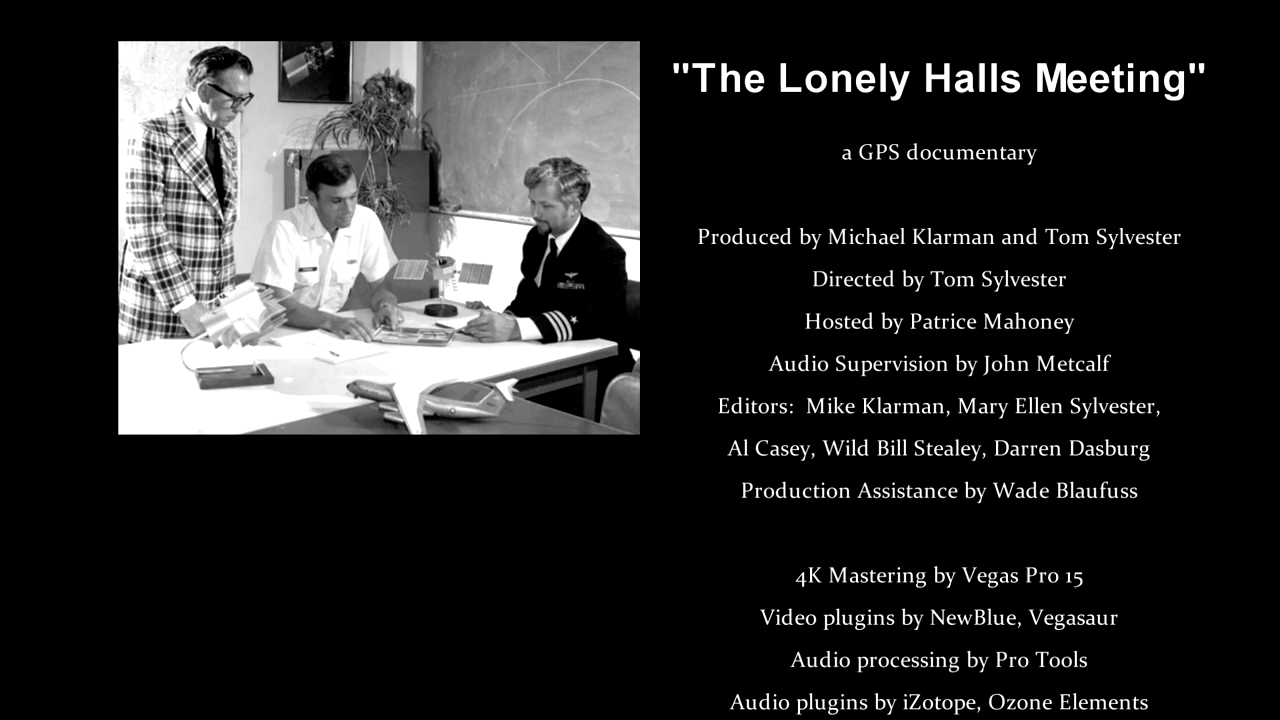 "The Lonely Halls Meeting"
a GPS documentary
Produced by Michael Klarman and Tom Sylvester
Directed by Tom Sylvester
Hosted by Patrice Mahoney
Audio Supervision by John Metcalf
Editors:  Mike Klarman, Mary Ellen Sylvester,
Al Casey, Wild Bill Stealey, Darren Dasburg
Production Assistance by Wade Blaufuss
4K Mastering by Vegas Pro 15
Video plugins by NewBlue, Vegasaur
Audio processing by Pro Tools
Audio plugins by iZotope, Ozone Elements